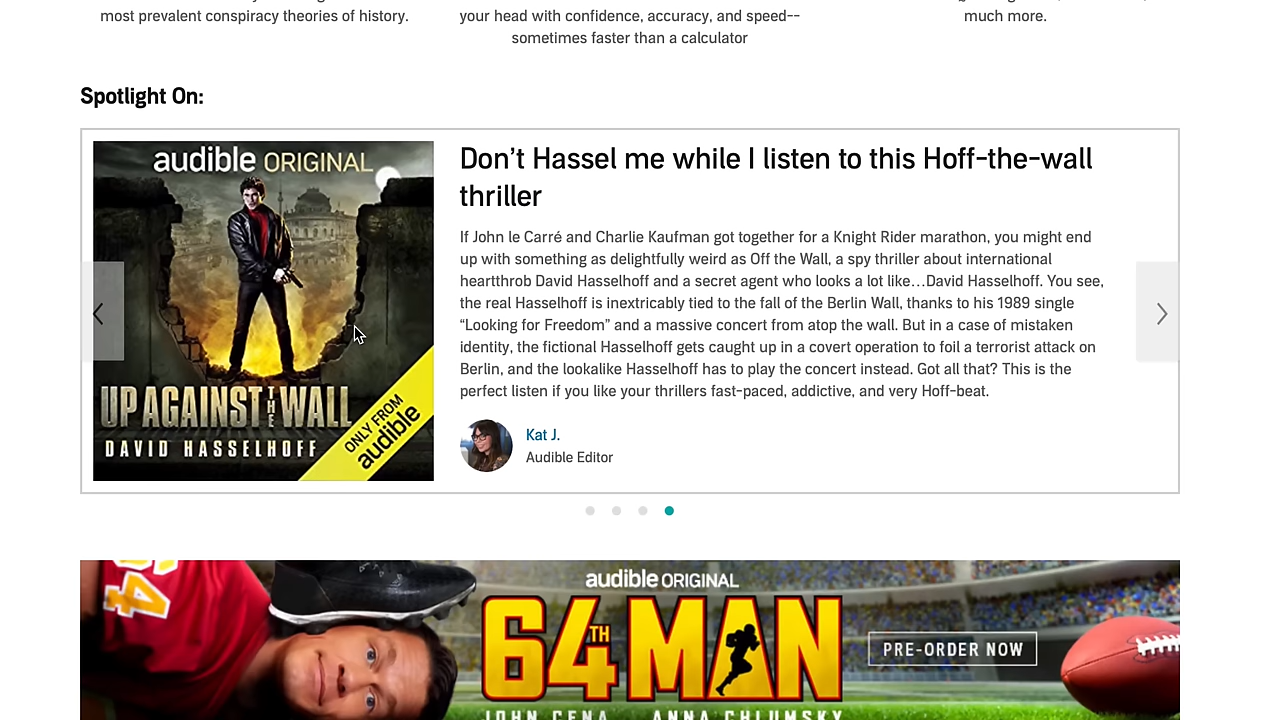 most prevalent conspiracy theories of history.
your head with confidence, accuracy, and speed--
sometimes faster than a calculator
much more.
Spotlight On:
audible ORIGINAL
UP AGAINST THE WALL
DAVID HASSELHOFF
ONLY FROM
audible
Don’t Hassel me while I listen to this Hoff-the-wall
thriller
If John le Carré and Charlie Kaufman got together for a Knight Rider marathon, you might end
up with something as delightfully weird as Off the Wall, a spy thriller about international
heartthrob David Hasselhoff and a secret agent who looks a lot like…David Hasselhoff. You see,
the real Hasselhoff is inextricably tied to the fall of the Berlin Wall, thanks to his 1989 single
“Looking for Freedom” and a massive concert from atop the wall. But in a case of mistaken
identity, the fictional Hasselhoff gets caught up in a covert operation to foil a terrorist attack on
Berlin, and the lookalike Hasselhoff has to play the concert instead. Got all that? This is the
perfect listen if you like your thrillers fast-paced, addictive, and very Hoff-beat.
Kat J.
Audible Editor
64
audible ORIGINAL
64TH MAN
PRE-ORDER NOW
JOHN CENA ANNA CHLUMSKY